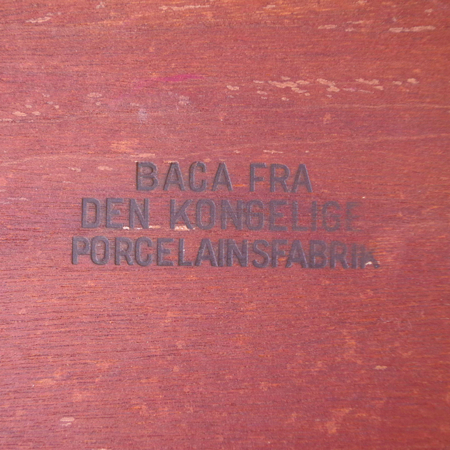 BACA FRA
DEN KONGELIGE
PORCELAINSFABRIK